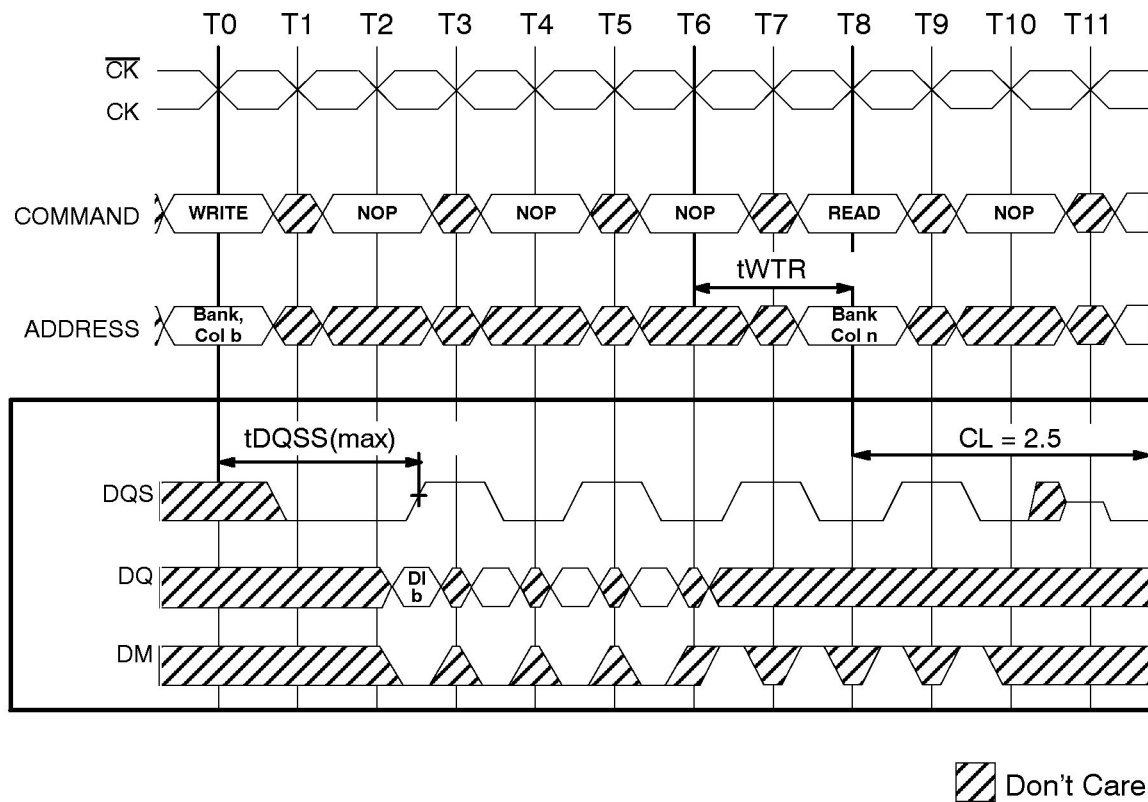 T0 T1 T2 T3 T4 T5 T6 T7 T8 T9 T10 T11
CK
CK
COMMAND WRITE NOP NOP NOP READ NOP
tWTR
ADDRESS Bank, Col b Bank Col n
tDQSS(max) CL = 2.5
DQS
DQ DI b
DM
Don't Care